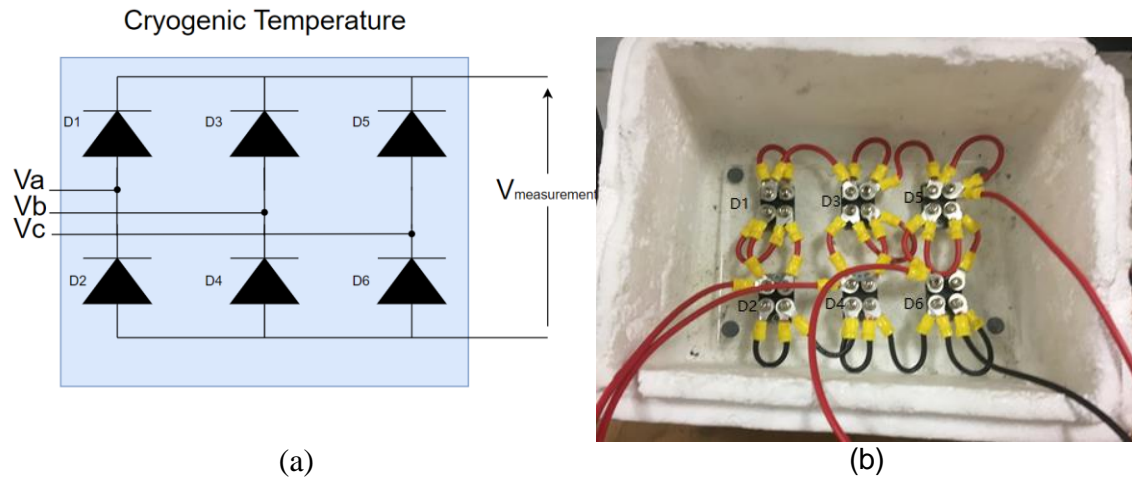 Cryogenic Temperature
D1
D3
D5
Va
Vb
Vc
Vmeasurement
D2
D4
D6
(a)
D1
D3
D5
D2
D4
D6
(b)